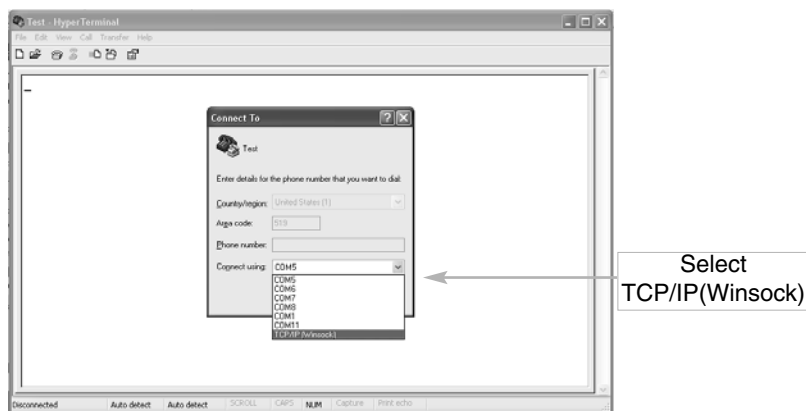 Test - HyperTerminal
File Edit View Call Transfer Help
Connect To
Test
Enter details for the phone number that you want to dial:
Country/region: United States (1)
Area code: 519
Phone number:
Connect using: COM5
COM5
COM6
COM7
COM8
COM1
COM11
TCP/IP (Winsock)
Select
TCP/IP(Winsock)
Disconnected Auto detect Auto detect SCROLL CAPS NUM Capture Print echo